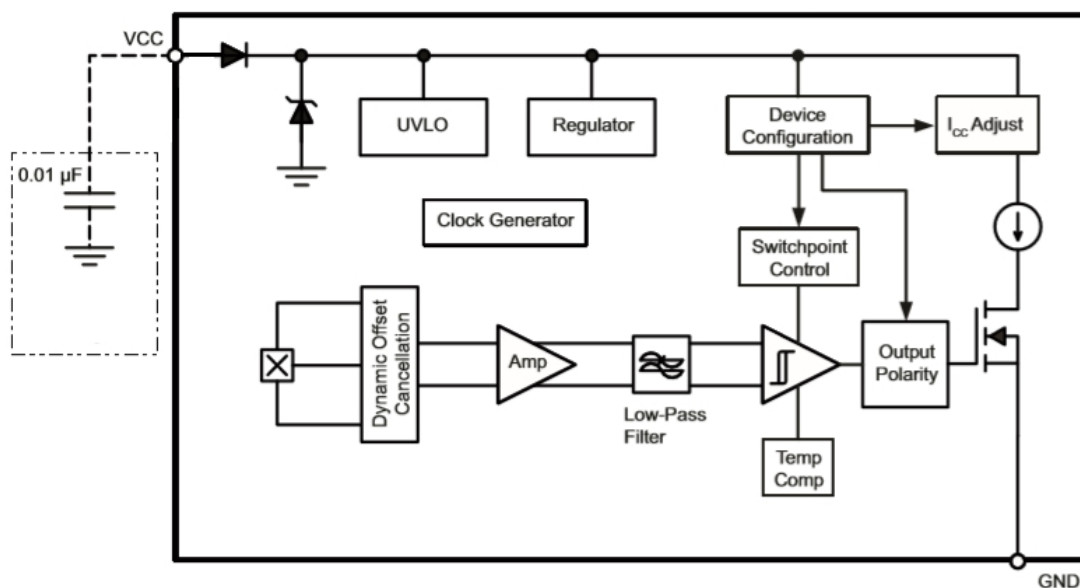 VCC
0.01 µF
UVLO
Regulator
Device
Configuration
ICC Adjust
Clock Generator
Switchpoint
Control
Dynamic Offset
Cancellation
Amp
Low-Pass
Filter
Output
Polarity
Temp
Comp
GND